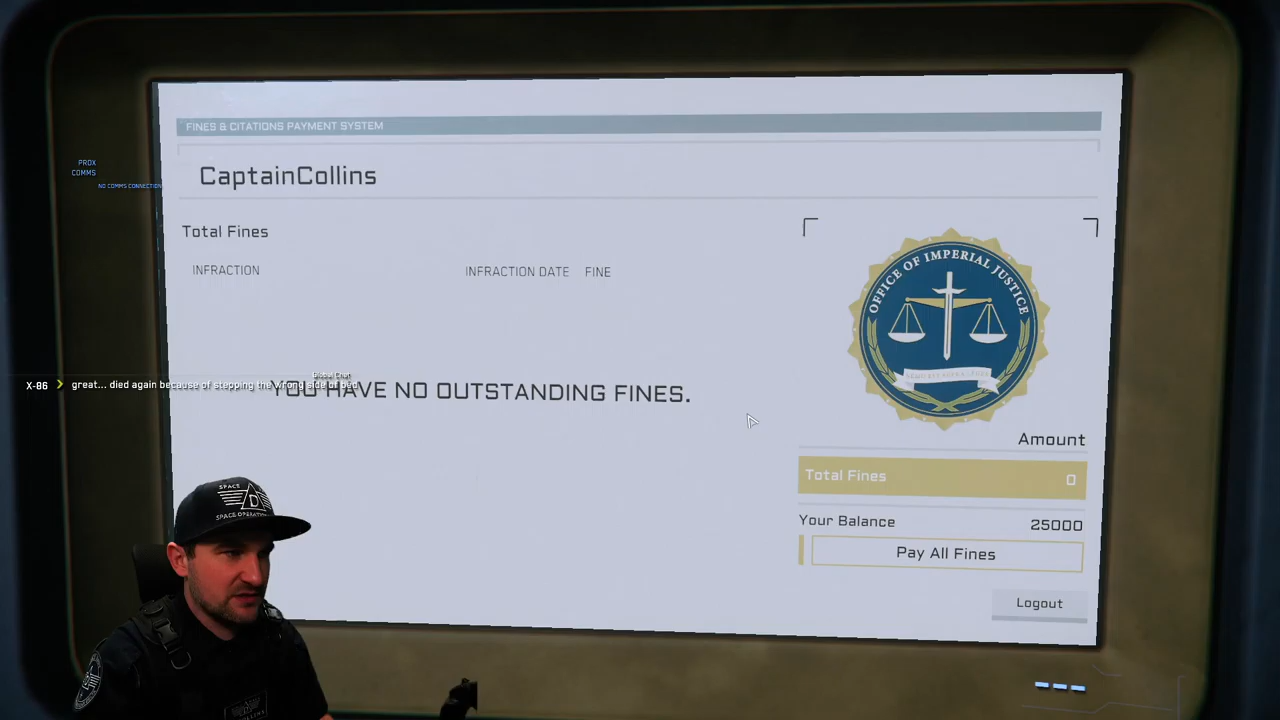 FINES & CITATIONS PAYMENT SYSTEM
PROX
COMMS
NO COMMS CONNECTION
CaptainCollins
Total Fines
INFRACTION INFRACTION DATE FINE
OFFICE OF IMPERIAL JUSTICE
Global Chat
X-86 > great... died again because of stepping the wrong side of bed
YOU HAVE NO OUTSTANDING FINES.
Amount
Total Fines 0
Your Balance 25000
Pay All Fines
Logout
SPACE
D
SPACE OPERATIONS